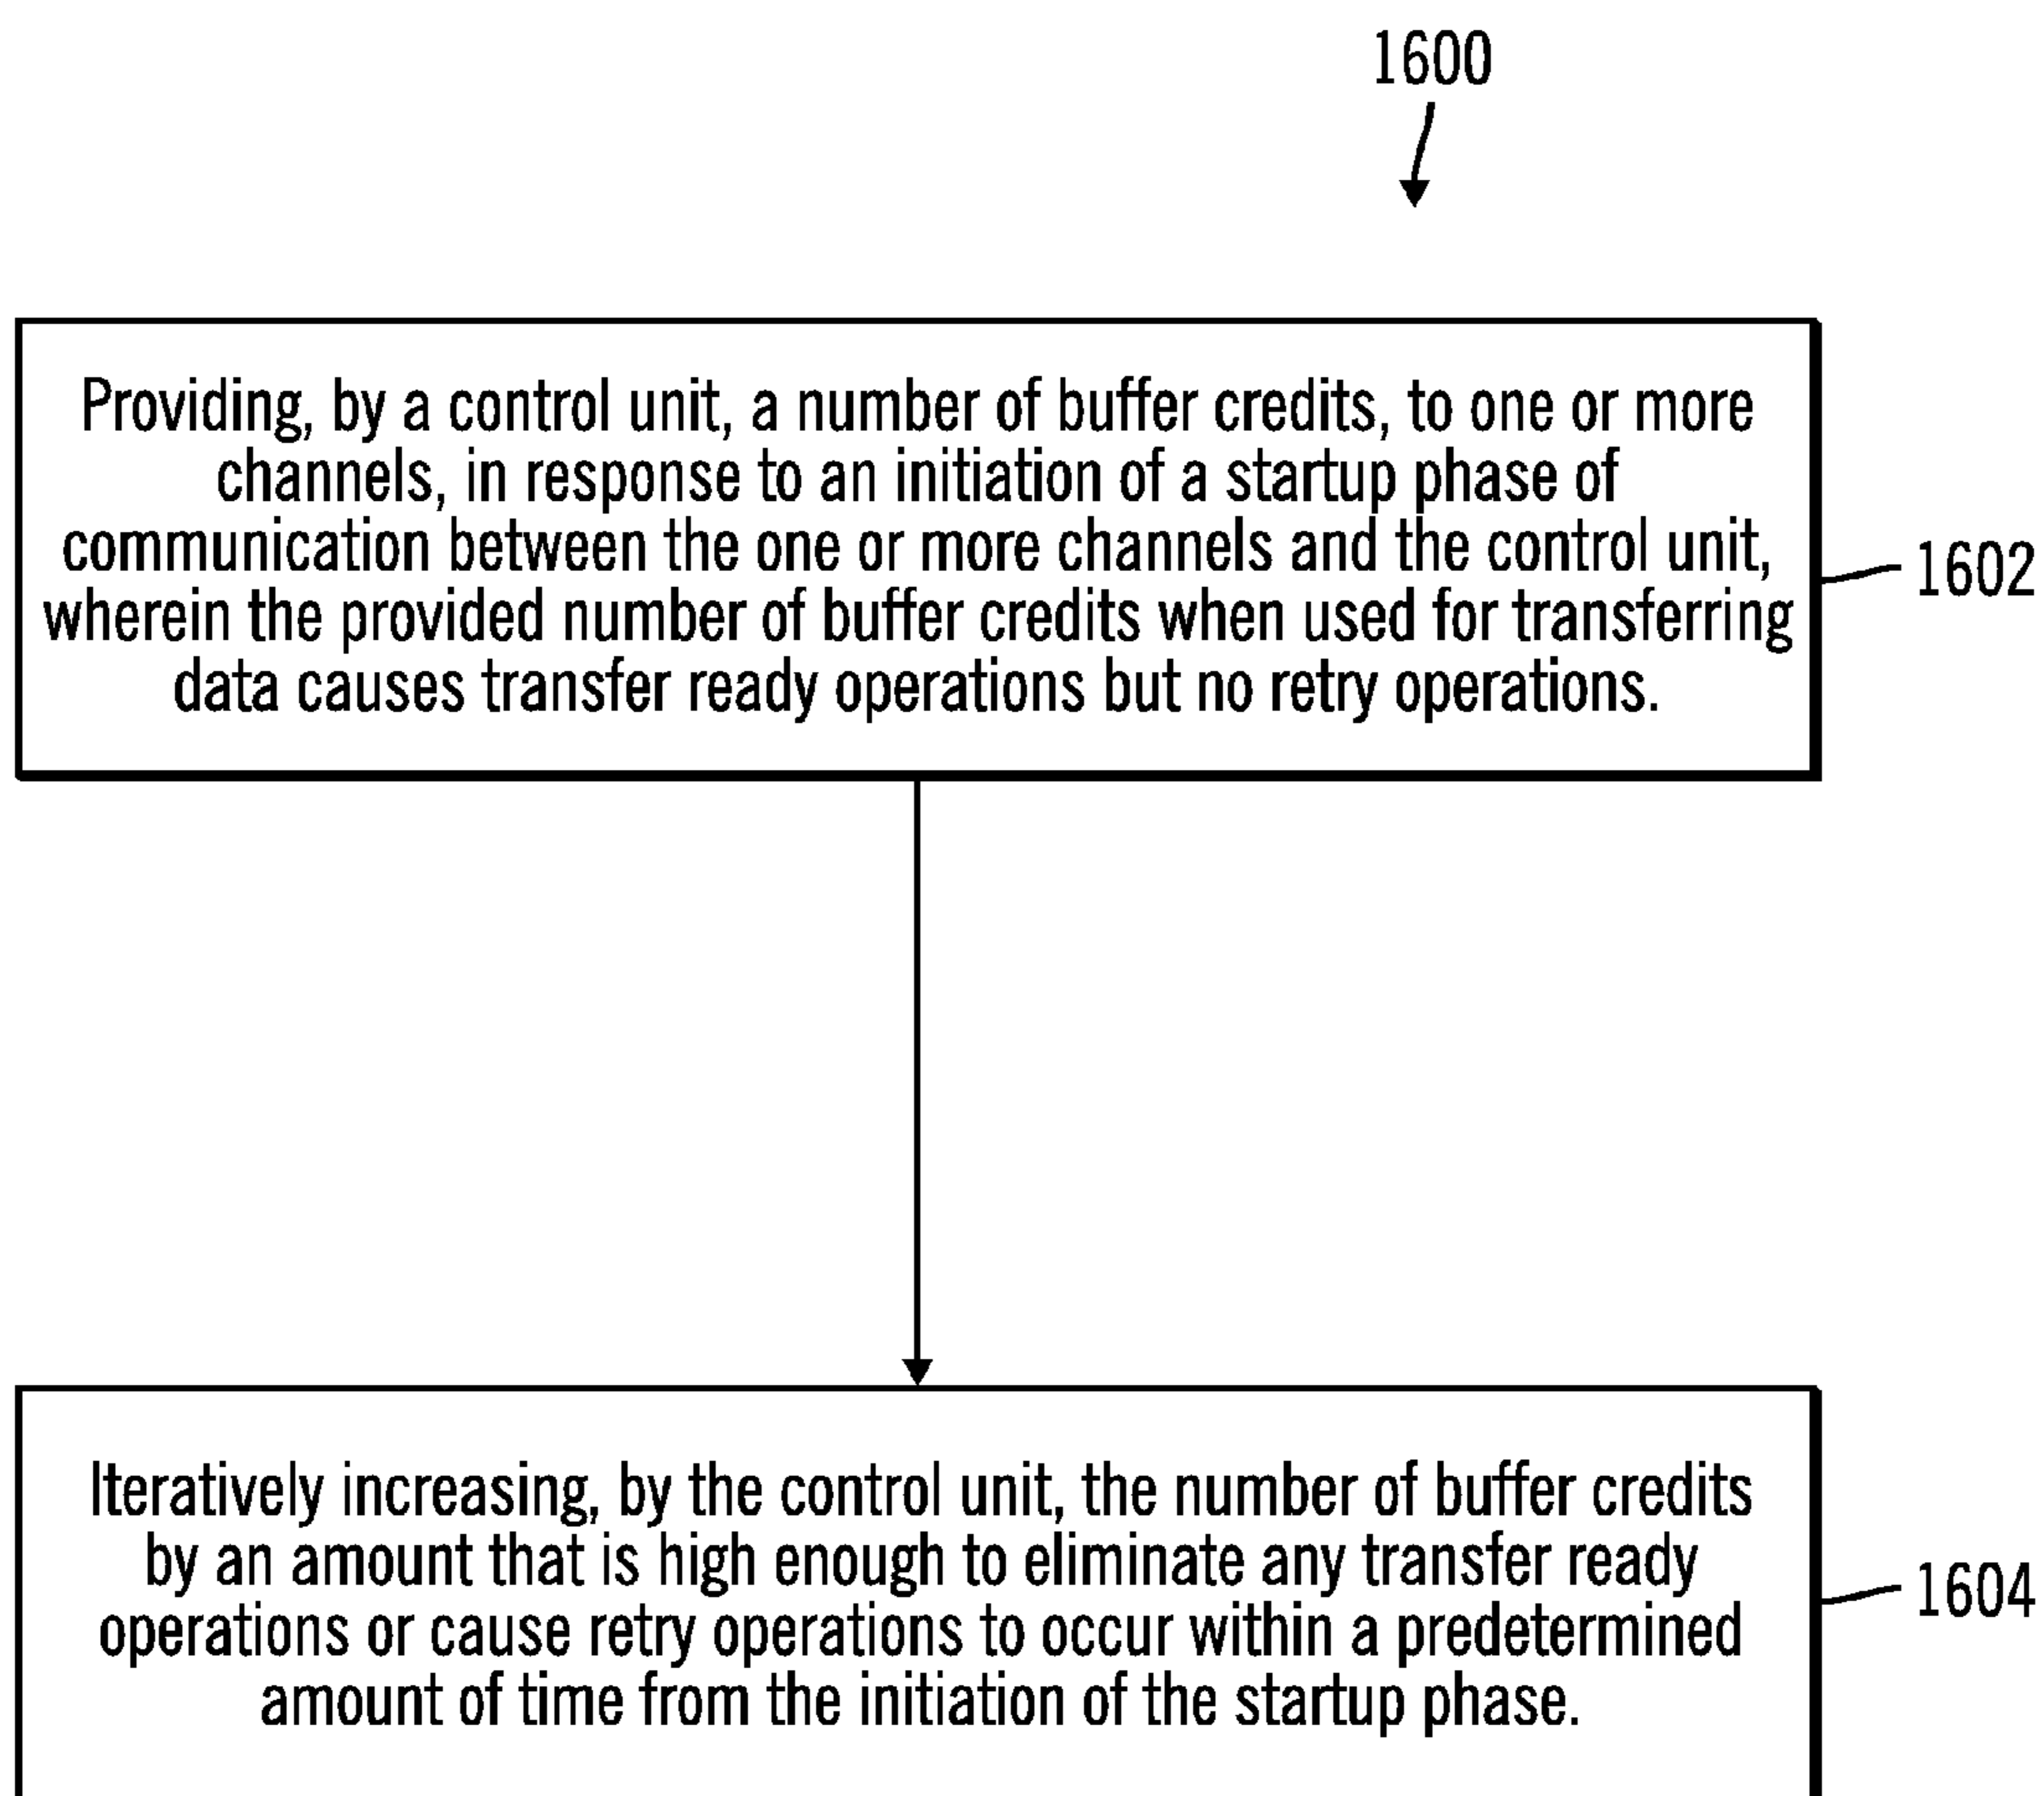 1600
Providing, by a control unit, a number of buffer credits, to one or more
channels, in response to an initiation of a startup phase of
communication between the one or more channels and the control unit,
wherein the provided number of buffer credits when used for transferring
data causes transfer ready operations but no retry operations.
1602
Iteratively increasing, by the control unit, the number of buffer credits
by an amount that is high enough to eliminate any transfer ready
operations or cause retry operations to occur within a predetermined
amount of time from the initiation of the startup phase.
1604